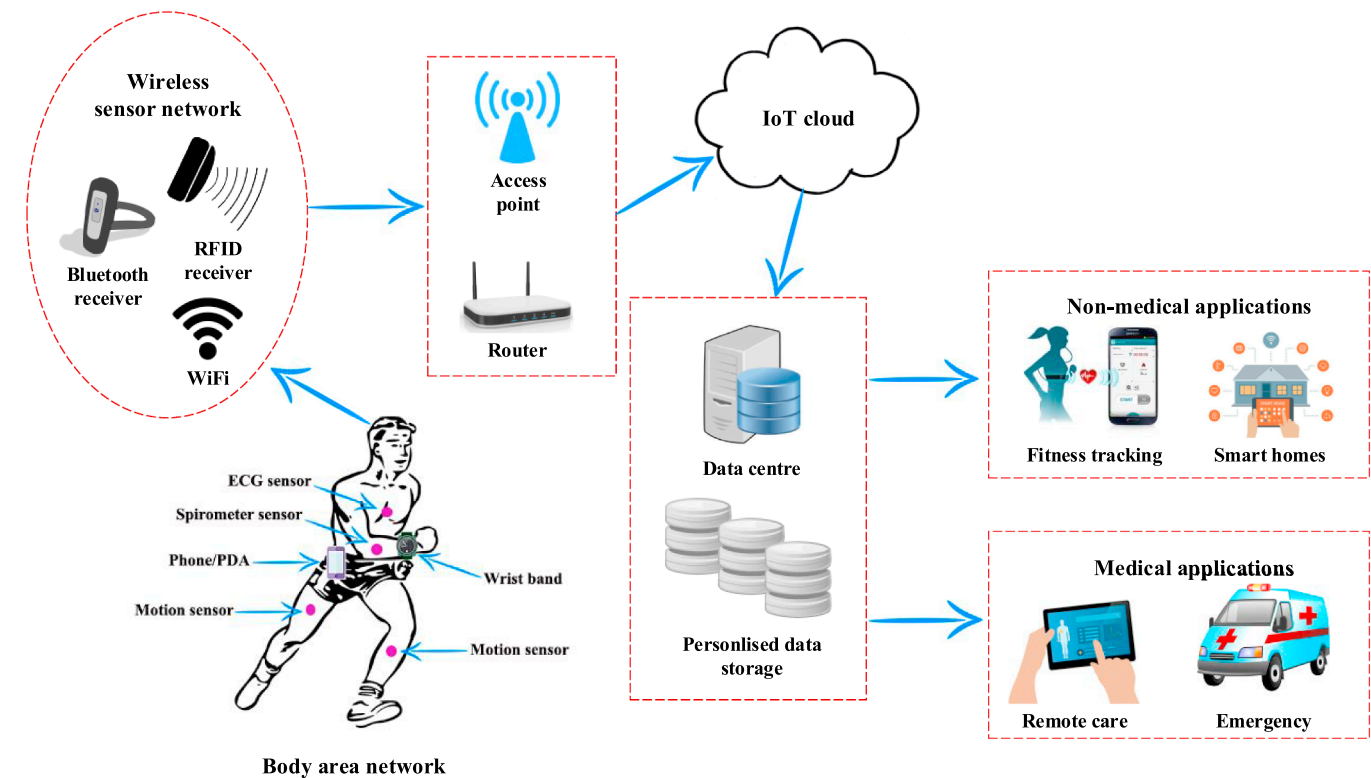 Wireless
sensor network
RFID
receiver
Bluetooth
receiver
WiFi
Access
point
Router
IoT cloud
Data centre
Personlised data
storage
Non-medical applications
START
Fitness tracking
Smart homes
Medical applications
Remote care
Emergency
ECG sensor
Spirometer sensor
Phone/PDA
Wrist band
Motion sensor
Motion sensor
Body area network